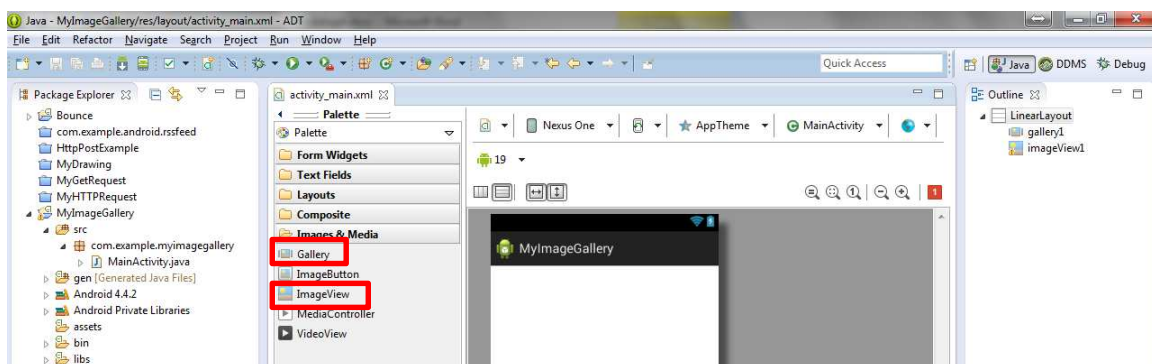 Java - MyImageGallery/res/layout/activity_main.xml - ADT
File Edit Refactor Navigate Search Project Run Window Help
Quick Access
Java
DDMS
Debug
Package Explorer
Bounce
com.example.android.rssfeed
HttpPostExample
MyDrawing
MyGetRequest
MyHTTPRequest
MyImageGallery
src
com.example.myimagegallery
MainActivity.java
gen [Generated Java Files]
Android 4.4.2
Android Private Libraries
assets
bin
libs
activity_main.xml
Palette
Palette
Form Widgets
Text Fields
Layouts
Composite
Images & Media
Gallery
ImageButton
ImageView
MediaController
VideoView
Nexus One
AppTheme
MainActivity
19
1
MyImageGallery
Outline
LinearLayout
gallery1
imageView1